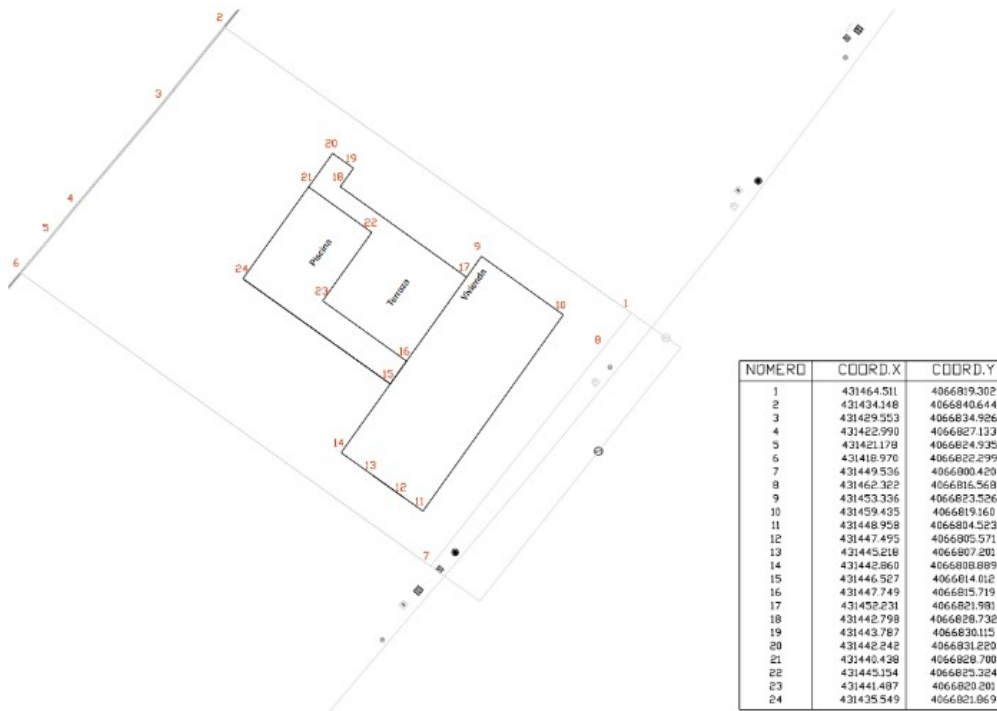 2
3
20
19
21
18
4
22
5
9
6
17
24
Piscina
Vivienda
Terraza
23
10
1
8
16
15
14
13
12
11
7
NÚMERO COORD.X COORD.Y
1 431464.511 4066819.302
2 431434.148 4066840.644
3 431429.553 4066834.926
4 431422.990 4066827.133
5 431421.178 4066824.935
6 431418.970 4066822.299
7 431449.536 4066800.420
8 431462.322 4066816.568
9 431453.336 4066823.526
10 431459.435 4066819.160
11 431448.958 4066804.523
12 431447.495 4066805.571
13 431445.218 4066807.201
14 431442.860 4066808.889
15 431446.527 4066814.012
16 431447.749 4066815.719
17 431452.231 4066821.981
18 431442.798 4066828.732
19 431443.787 4066830.115
20 431442.242 4066831.220
21 431440.438 4066828.700
22 431445.154 4066825.324
23 431441.487 4066820.201
24 431435.549 4066821.869